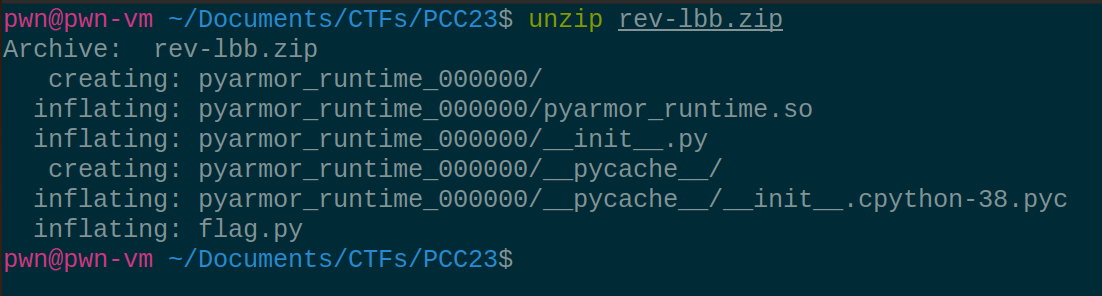 pwn@pwn-vm ~/Documents/CTFs/PCC23$ unzip rev-lbb.zip
Archive:  rev-lbb.zip
   creating: pyarmor_runtime_000000/
  inflating: pyarmor_runtime_000000/pyarmor_runtime.so
  inflating: pyarmor_runtime_000000/__init__.py
   creating: pyarmor_runtime_000000/__pycache__/
  inflating: pyarmor_runtime_000000/__pycache__/__init__.cpython-38.pyc
  inflating: flag.py
pwn@pwn-vm ~/Documents/CTFs/PCC23$